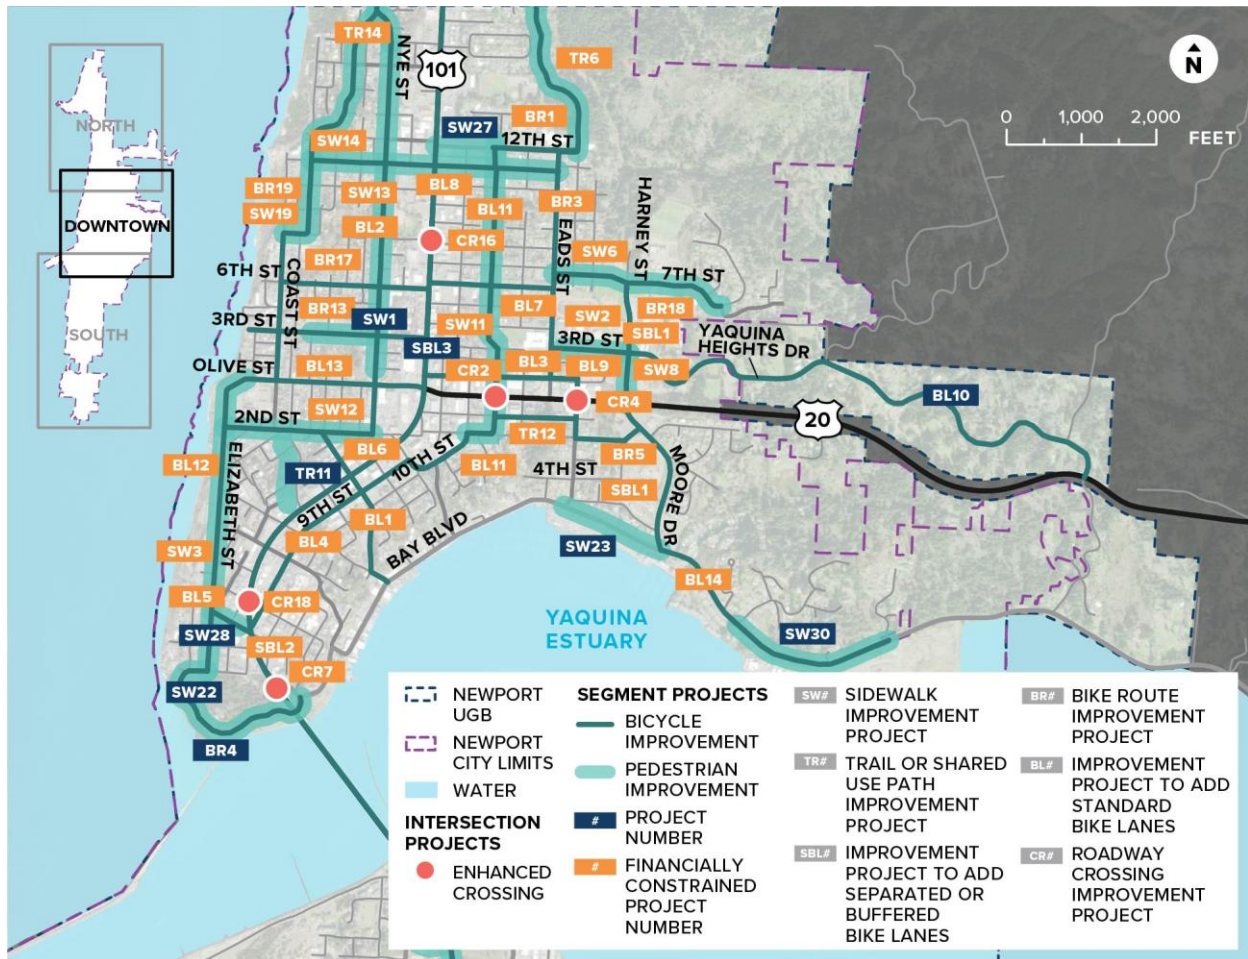 TR14
NYE ST
101
TR6
N
0 1,000 2,000
FEET
NORTH
DOWNTOWN
SOUTH
SW27
BR1
12TH ST
SW14
BR19
SW13
BL8
SW19
BL11
BR3
HARNEY ST
BL2
CR16
EADS ST
SW6
6TH ST
BR17
COAST ST
7TH ST
BR13
BL7
BR18
3RD ST
SW1
SW11
SW2
SBL1
YAQUINA
HEIGHTS DR
SBL3
3RD ST
OLIVE ST
BL13
CR2
BL3
BL9
SW8
BL10
2ND ST
SW12
CR4
20
TR12
BL6
10TH ST
BL12
ELIZABETH ST
TR11
BL11
4TH ST
BR5
MOORE DR
SBL1
9TH ST
BL1
BAY BLVD
SW3
BL4
SW23
BL5
CR18
BL14
YAQUINA
ESTUARY
SW28
SBL2
SW30
CR7
SW22
BR4
NEWPORT
UGB
NEWPORT
CITY LIMITS
WATER
INTERSECTION
PROJECTS
ENHANCED
CROSSING
SEGMENT PROJECTS
BICYCLE
IMPROVEMENT
PEDESTRIAN
IMPROVEMENT
# PROJECT
NUMBER
# FINANCIALLY
CONSTRAINED
PROJECT
NUMBER
SW# SIDEWALK
IMPROVEMENT
PROJECT
TR# TRAIL OR SHARED
USE PATH
IMPROVEMENT
PROJECT
SBL# IMPROVEMENT
PROJECT TO ADD
SEPARATED OR
BUFFERED
BIKE LANES
BR# BIKE ROUTE
IMPROVEMENT
PROJECT
BL# IMPROVEMENT
PROJECT TO ADD
STANDARD
BIKE LANES
CR# ROADWAY
CROSSING
IMPROVEMENT
PROJECT